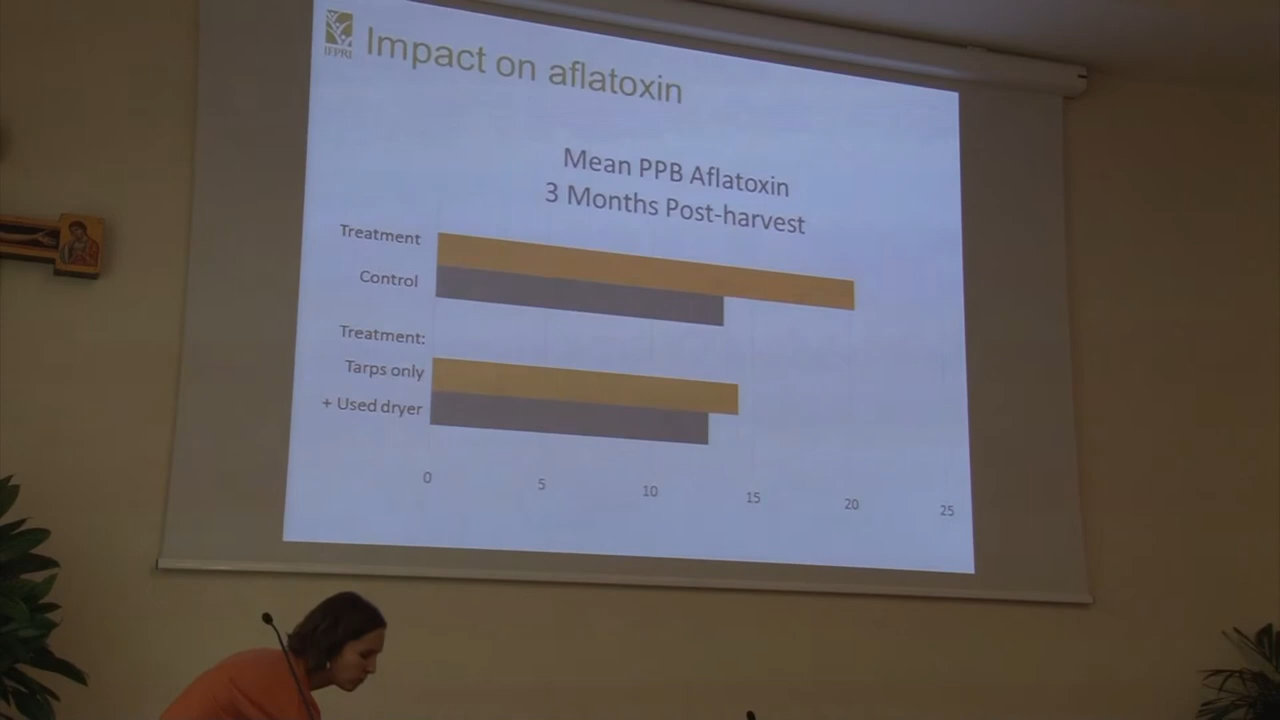 IFPRI
Impact on aflatoxin
Mean PPB Aflatoxin
3 Months Post-harvest
Treatment
Control
Treatment:
Tarps only
+ Used dryer
0 5 10 15 20 25